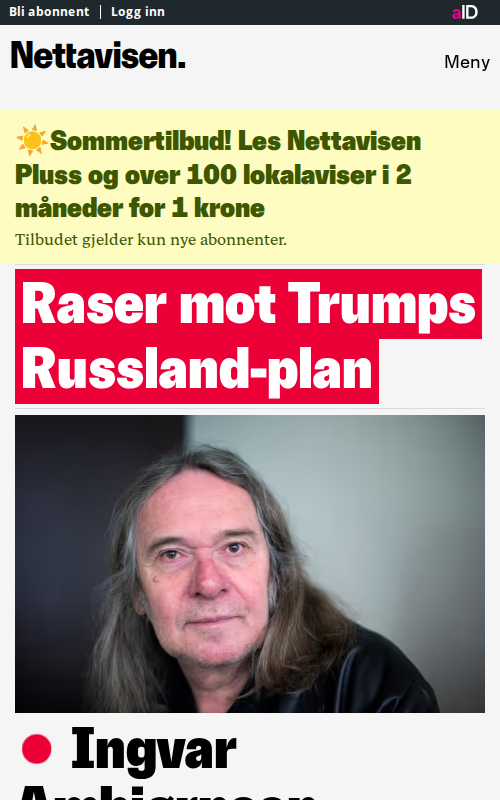 Bli abonnent | Logg inn
aID
Nettavisen.
Meny
☀️Sommertilbud! Les Nettavisen
Pluss og over 100 lokalaviser i 2
måneder for 1 krone
Tilbudet gjelder kun nye abonnenter.
Raser mot Trumps
Russland-plan
Ingvar